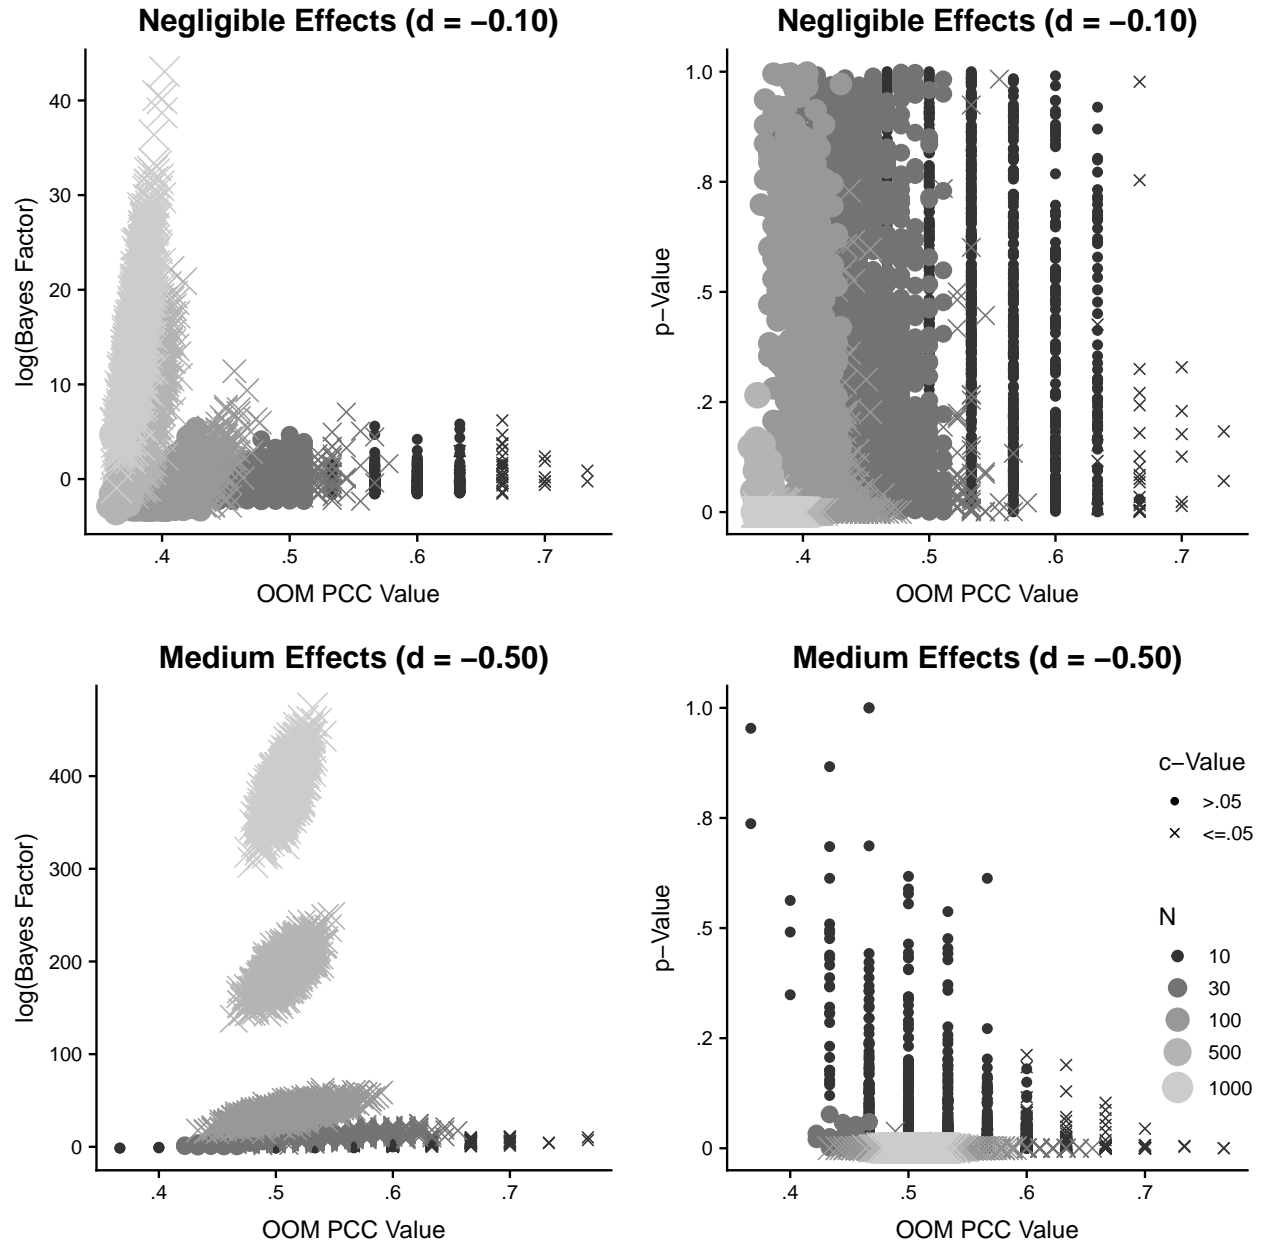 Negligible Effects (d = −0.10)
log(Bayes Factor)
40
30
20
10
0
.4 .5 .6 .7
OOM PCC Value
Negligible Effects (d = −0.10)
p−Value
1.0
.8
.5
.2
0
.4 .5 .6 .7
OOM PCC Value
Medium Effects (d = −0.50)
log(Bayes Factor)
400
300
200
100
0
.4 .5 .6 .7
OOM PCC Value
Medium Effects (d = −0.50)
p−Value
1.0
.8
.5
.2
0
.4 .5 .6 .7
OOM PCC Value
c−Value
>.05
<=.05
N
10
30
100
500
1000